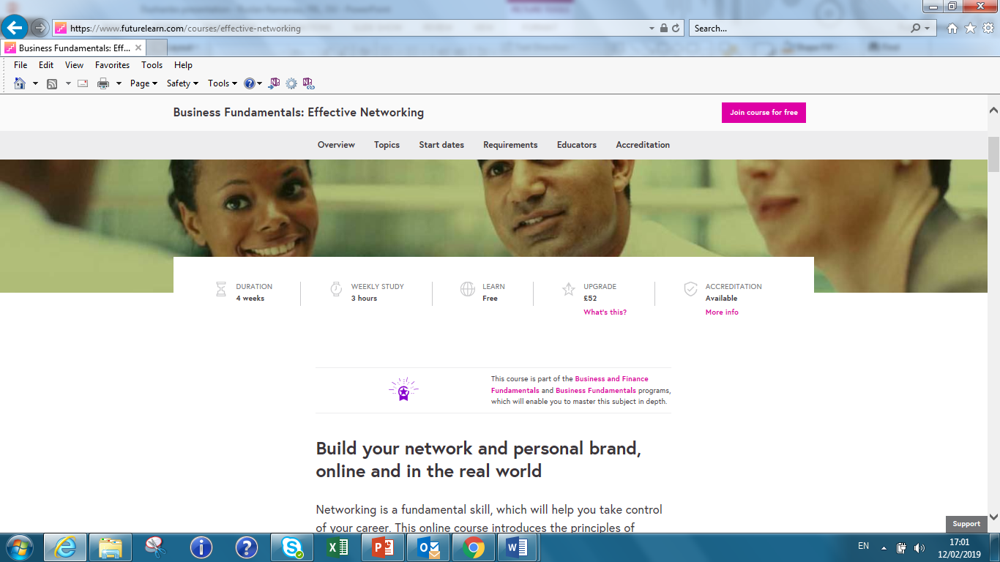 https://www.futurelearn.com/courses/effective-networking
Search...
Business Fundamentals: Eff...
File Edit View Favorites Tools Help
Page Safety Tools
Business Fundamentals: Effective Networking
Join course for free
Overview Topics Start dates Requirements Educators Accreditation
DURATION
4 weeks
WEEKLY STUDY
3 hours
LEARN
Free
UPGRADE
£52
What's this?
ACCREDITATION
Available
More info
This course is part of the Business and Finance
Fundamentals and Business Fundamentals programs,
which will enable you to master this subject in depth.
Build your network and personal brand,
online and in the real world
Networking is a fundamental skill, which will help you take control
of your career. This online course introduces the principles of
Support
EN
17:01
12/02/2019